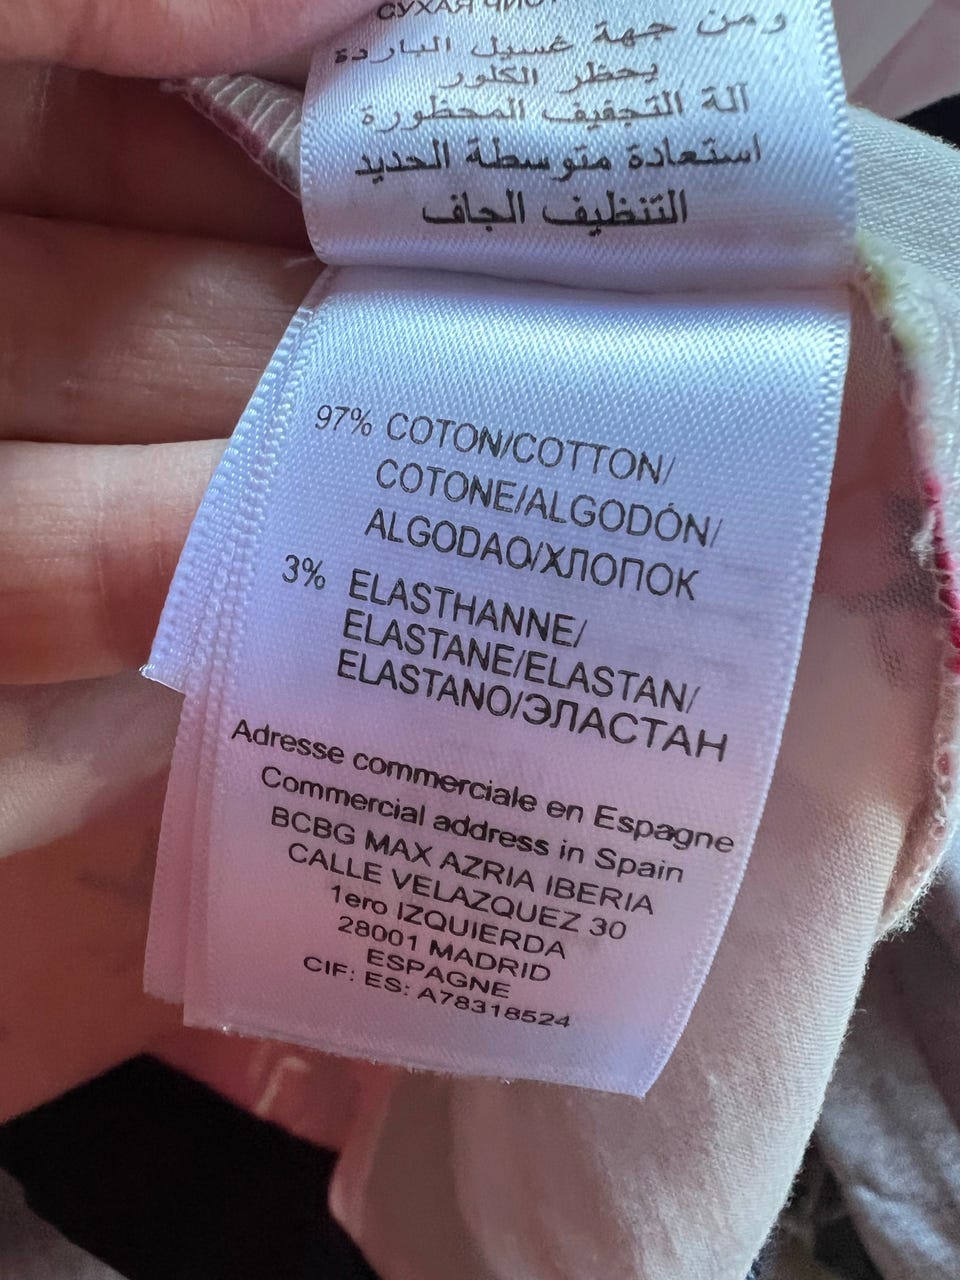 СУХАЯ
ومن جهة غسيل الباردة
يحظر الكلور
آلة التجفيف المحظورة
استعادة متوسطة الحديد
التنظيف الجاف
97% COTON/COTTON/
COTONE/ALGODÓN/
ALGODAO/ХЛОПОК
3% ELASTHANNE/
ELASTANE/ELASTAN/
ELASTANO/ЭЛАСТАН
Adresse commerciale en Espagne
Commercial address in Spain
BCBG MAX AZRIA IBERIA
CALLE VELAZQUEZ 30
1ero IZQUIERDA
28001 MADRID
ESPAGNE
CIF: ES: A78318524